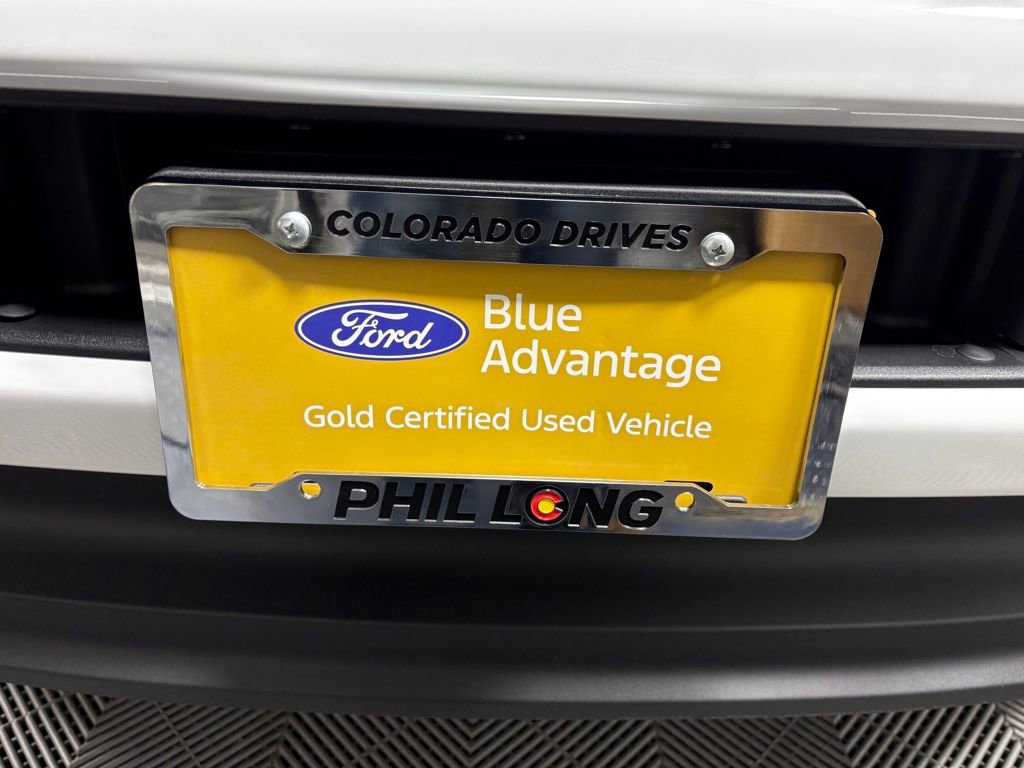 COLORADO DRIVES
Ford
Blue
Advantage
Gold Certified Used Vehicle
PHIL LONG